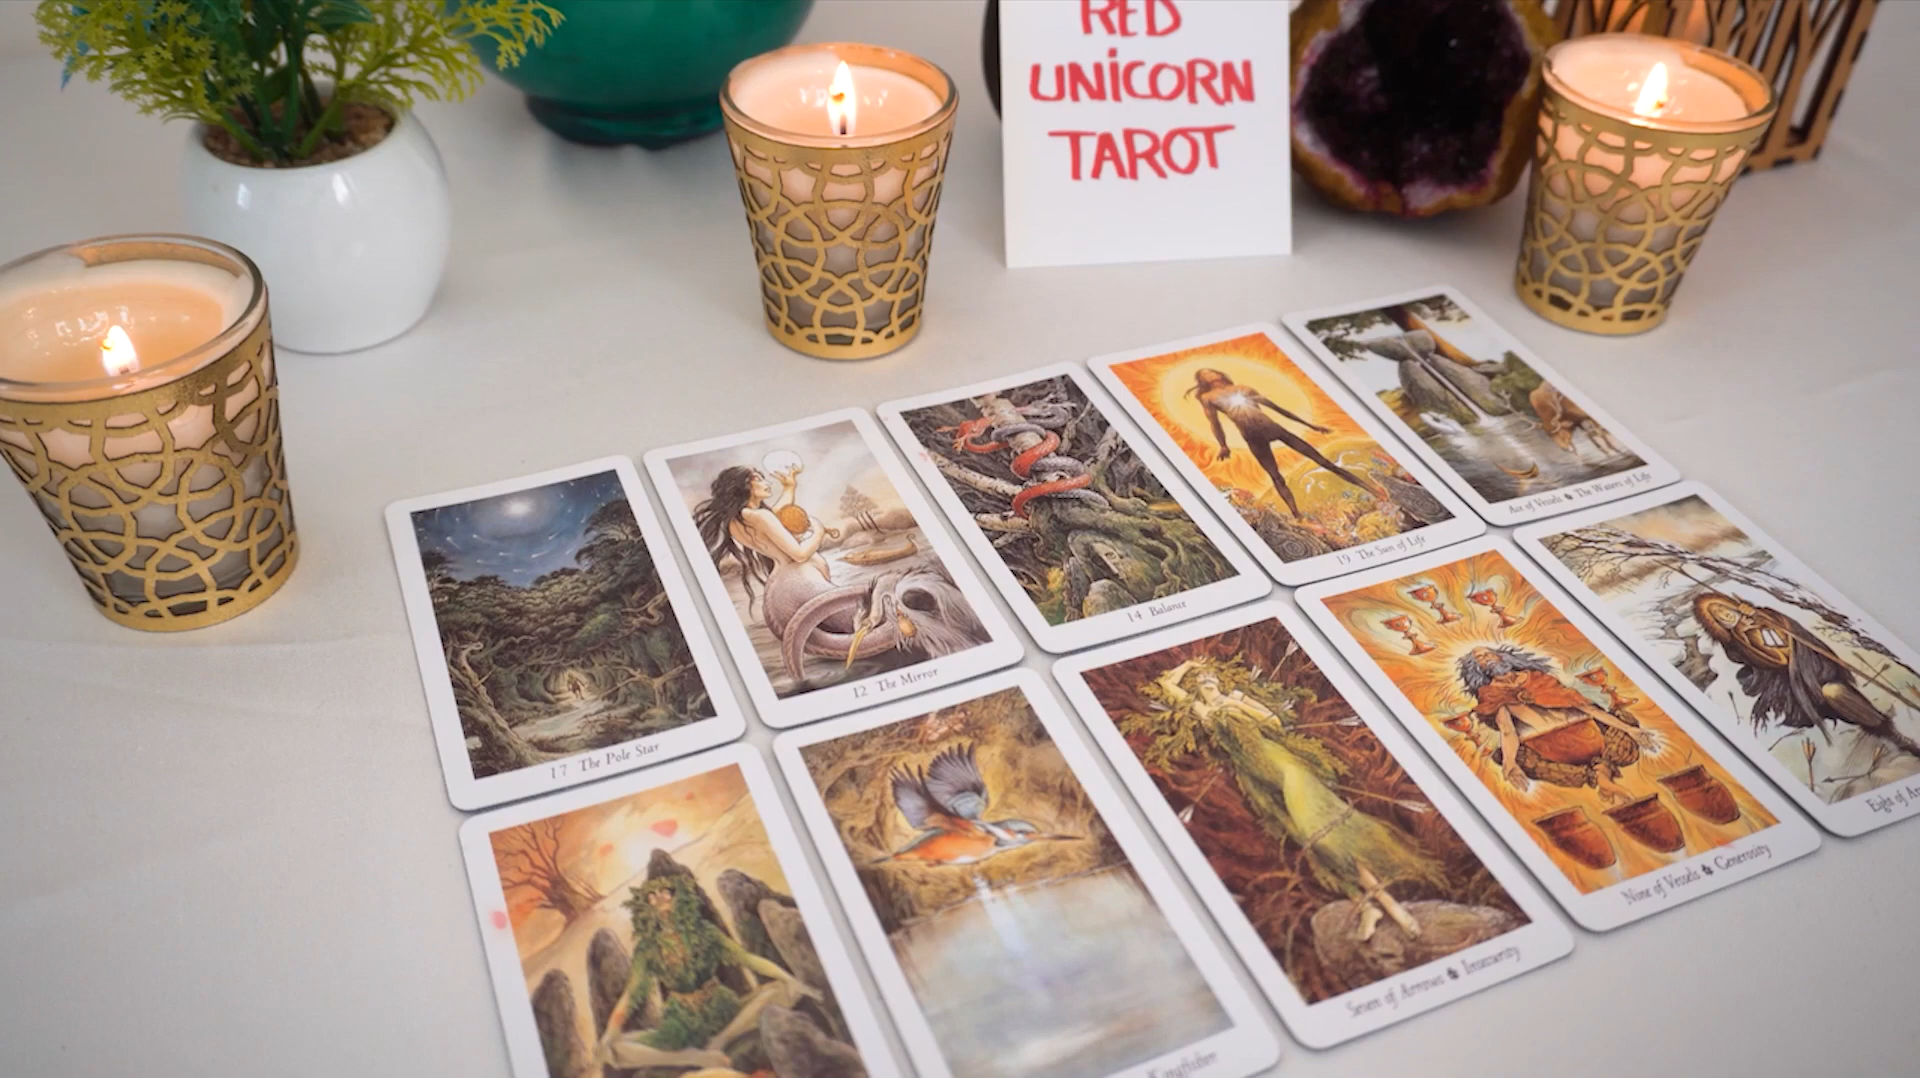 RED
UNiCORN
TAROT
17 The Pole Star
12 The Mirror
14 Balance
19 The Sun of Life
Ace of Vessels The Waters of Life
Kingfisher
Seven of Arrows Insecurity
Nine of Vessels Generosity
Eight of